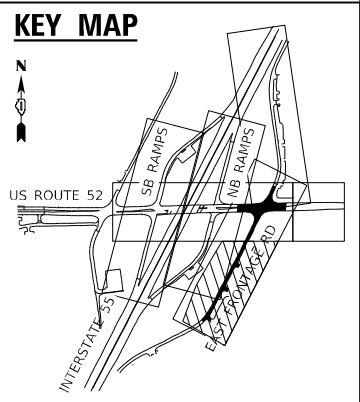 KEY MAP
N
SB RAMPS
NB RAMPS
US ROUTE 52
EAST FRONTAGE RD
INTERSTATE 55